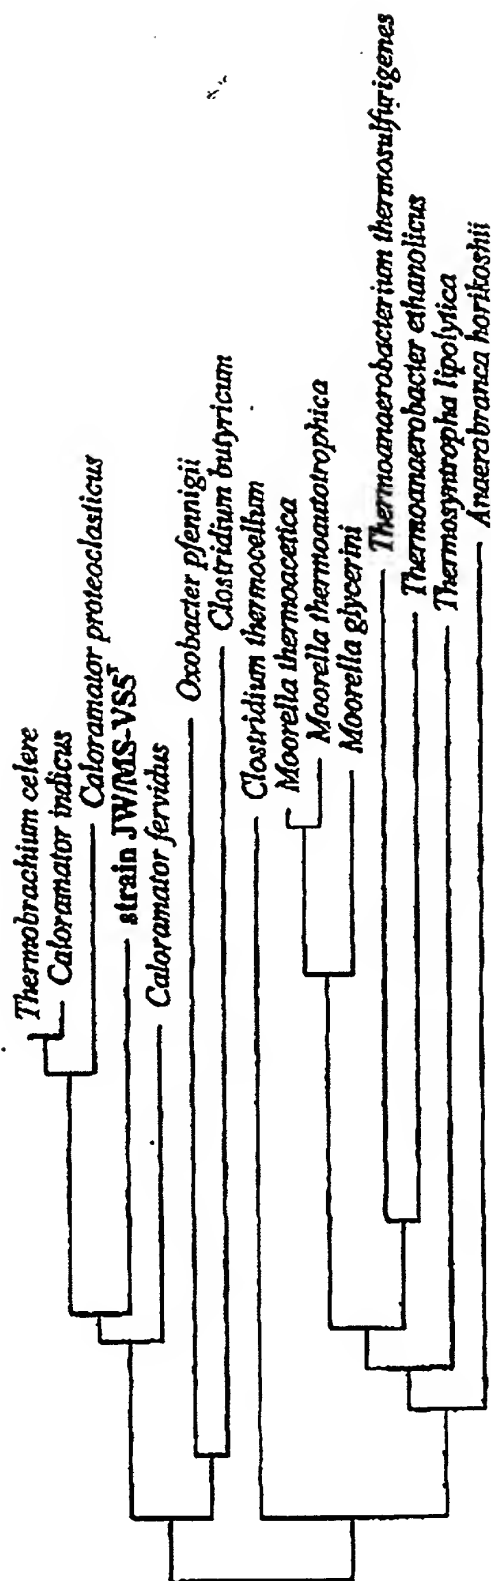 Thermobrachium celere
Caloramator indicus
Caloramator proteoclasticus
strain JW/MS-VS5ᵀ
Caloramator fervidus
Oxobacter pfennigii
Clostridium butyricum
Clostridium thermocellum
Moorella thermoacetica
Moorella thermoautotrophica
Moorella glycerini
Thermoanaerobacterium thermosulfurigenes
Thermoanaerobacter ethanolicus
Thermosyntropha lipolytica
Anaerobranca horikoshii